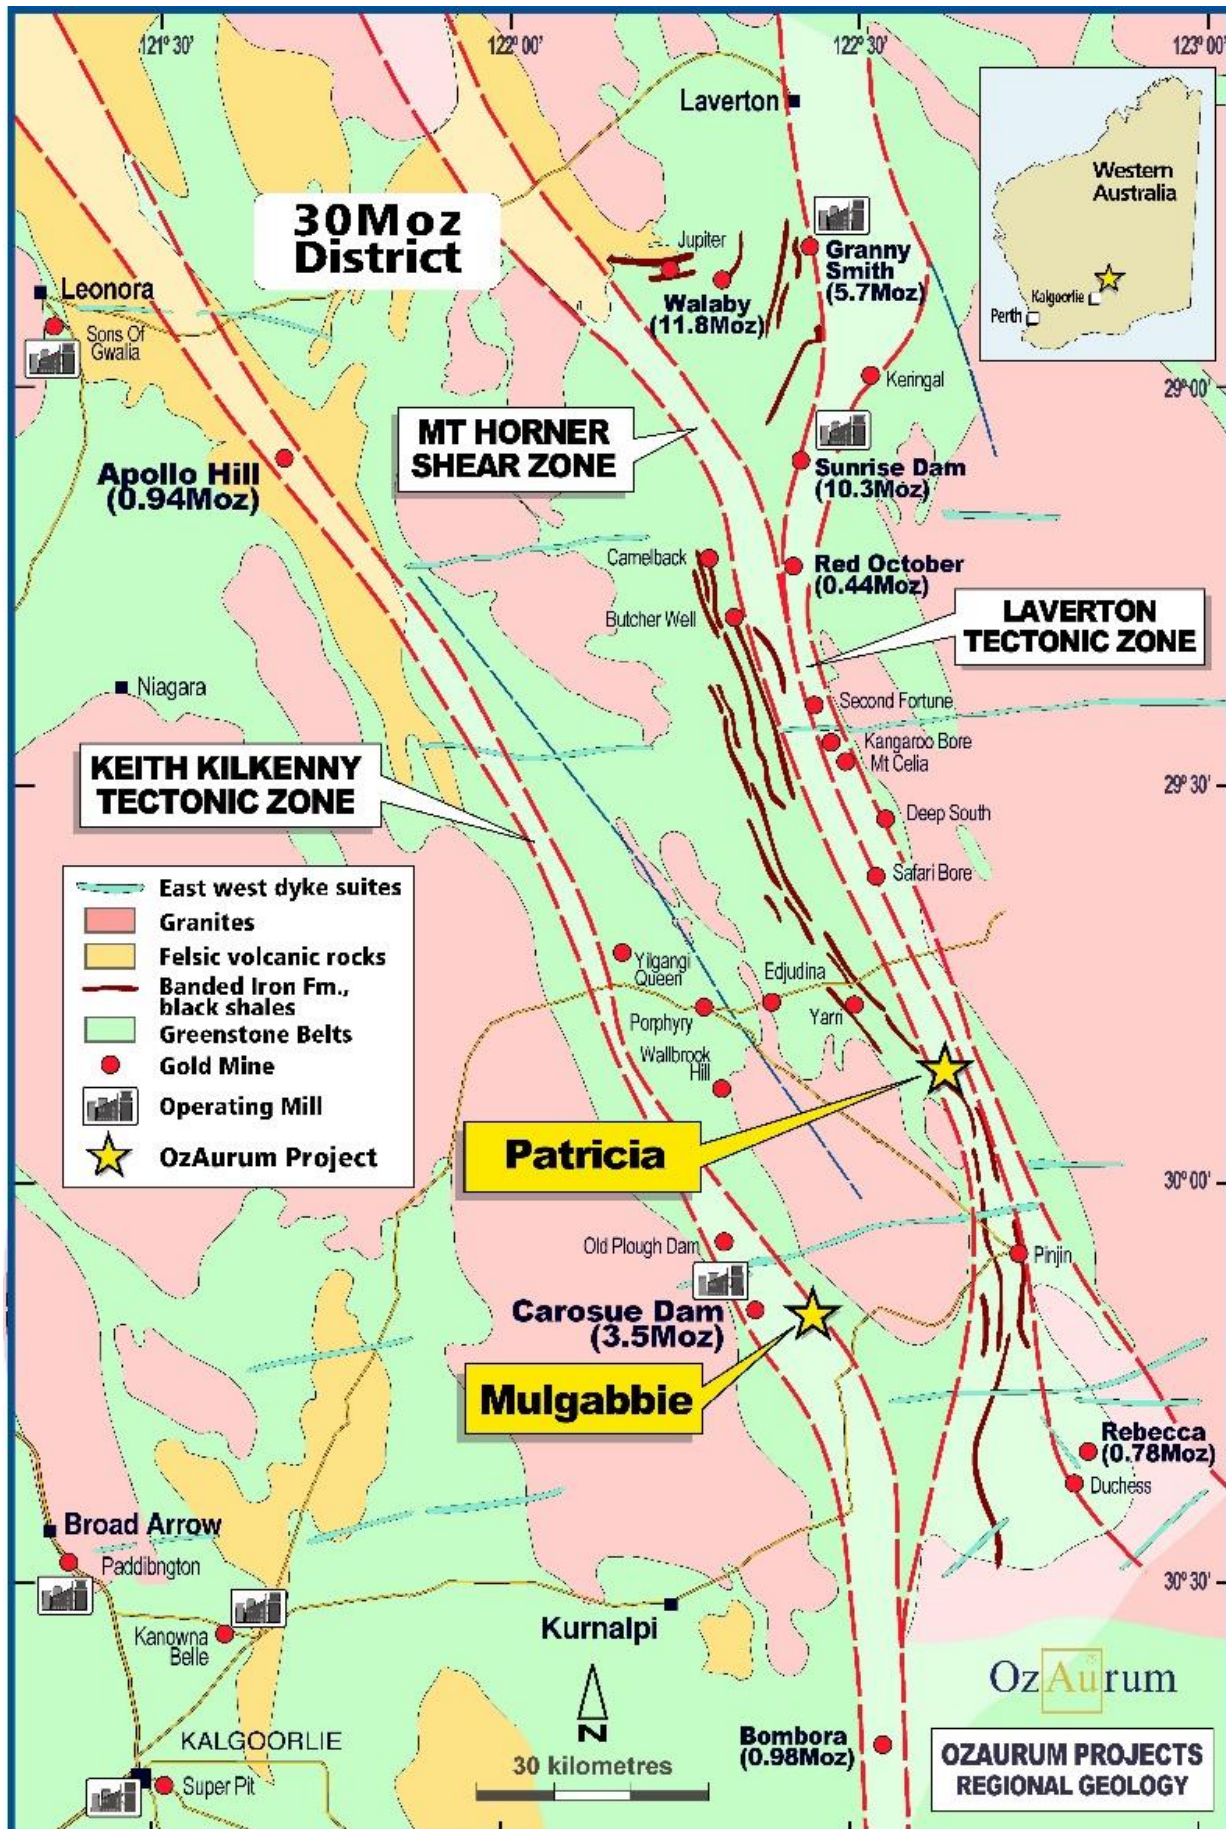 121° 30'
122° 00'
122° 30'
123° 00'
Laverton
Western
Australia
Kalgoorlie
Perth
30Moz
District
Jupiter
Walaby
(11.8Moz)
Granny
Smith
(5.7Moz)
Leonora
Sons Of
Gwalia
Keringal
29° 00'
MT HORNER
SHEAR ZONE
Apollo Hill
(0.94Moz)
Sunrise Dam
(10.3Moz)
Camelback
Red October
(0.44Moz)
Butcher Well
LAVERTON
TECTONIC ZONE
Niagara
Second Fortune
Kangaroo Bore
Mt Celia
KEITH KILKENNY
TECTONIC ZONE
29° 30'
Deep South
Safari Bore
East west dyke suites
Granites
Felsic volcanic rocks
Banded Iron Fm.,
black shales
Greenstone Belts
Gold Mine
Operating Mill
OzAurum Project
Yilgangi
Queen
Edjudina
Porphyry
Yarri
Wallbrook
Hill
Patricia
30° 00'
Old Plough Dam
Pinjin
Carosue Dam
(3.5Moz)
Mulgabbie
Rebecca
(0.78Moz)
Duchess
Broad Arrow
Paddibngton
30° 30'
Kanowna
Belle
Kurnalpi
N
30 kilometres
OzAurum
KALGOORLIE
Super Pit
Bombora
(0.98Moz)
OZAURUM PROJECTS
REGIONAL GEOLOGY